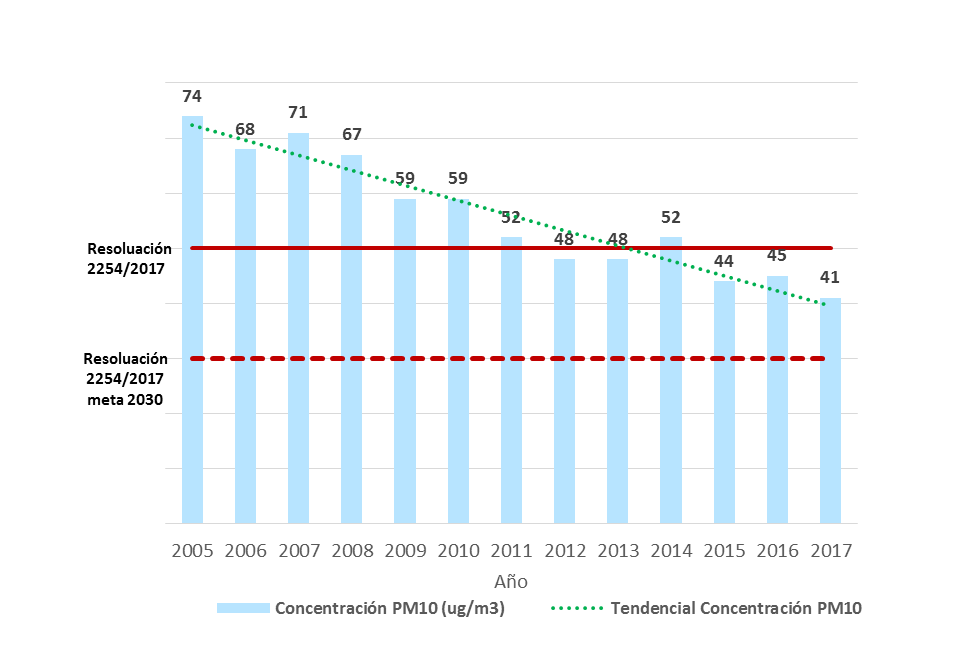 74
68
71
67
59
59
52
48
48
52
44
45
41
Resoluación
2254/2017
Resoluación
2254/2017
meta 2030
2005 2006 2007 2008 2009 2010 2011 2012 2013 2014 2015 2016 2017
Año
Concentración PM10 (ug/m3) Tendencial Concentración PM10